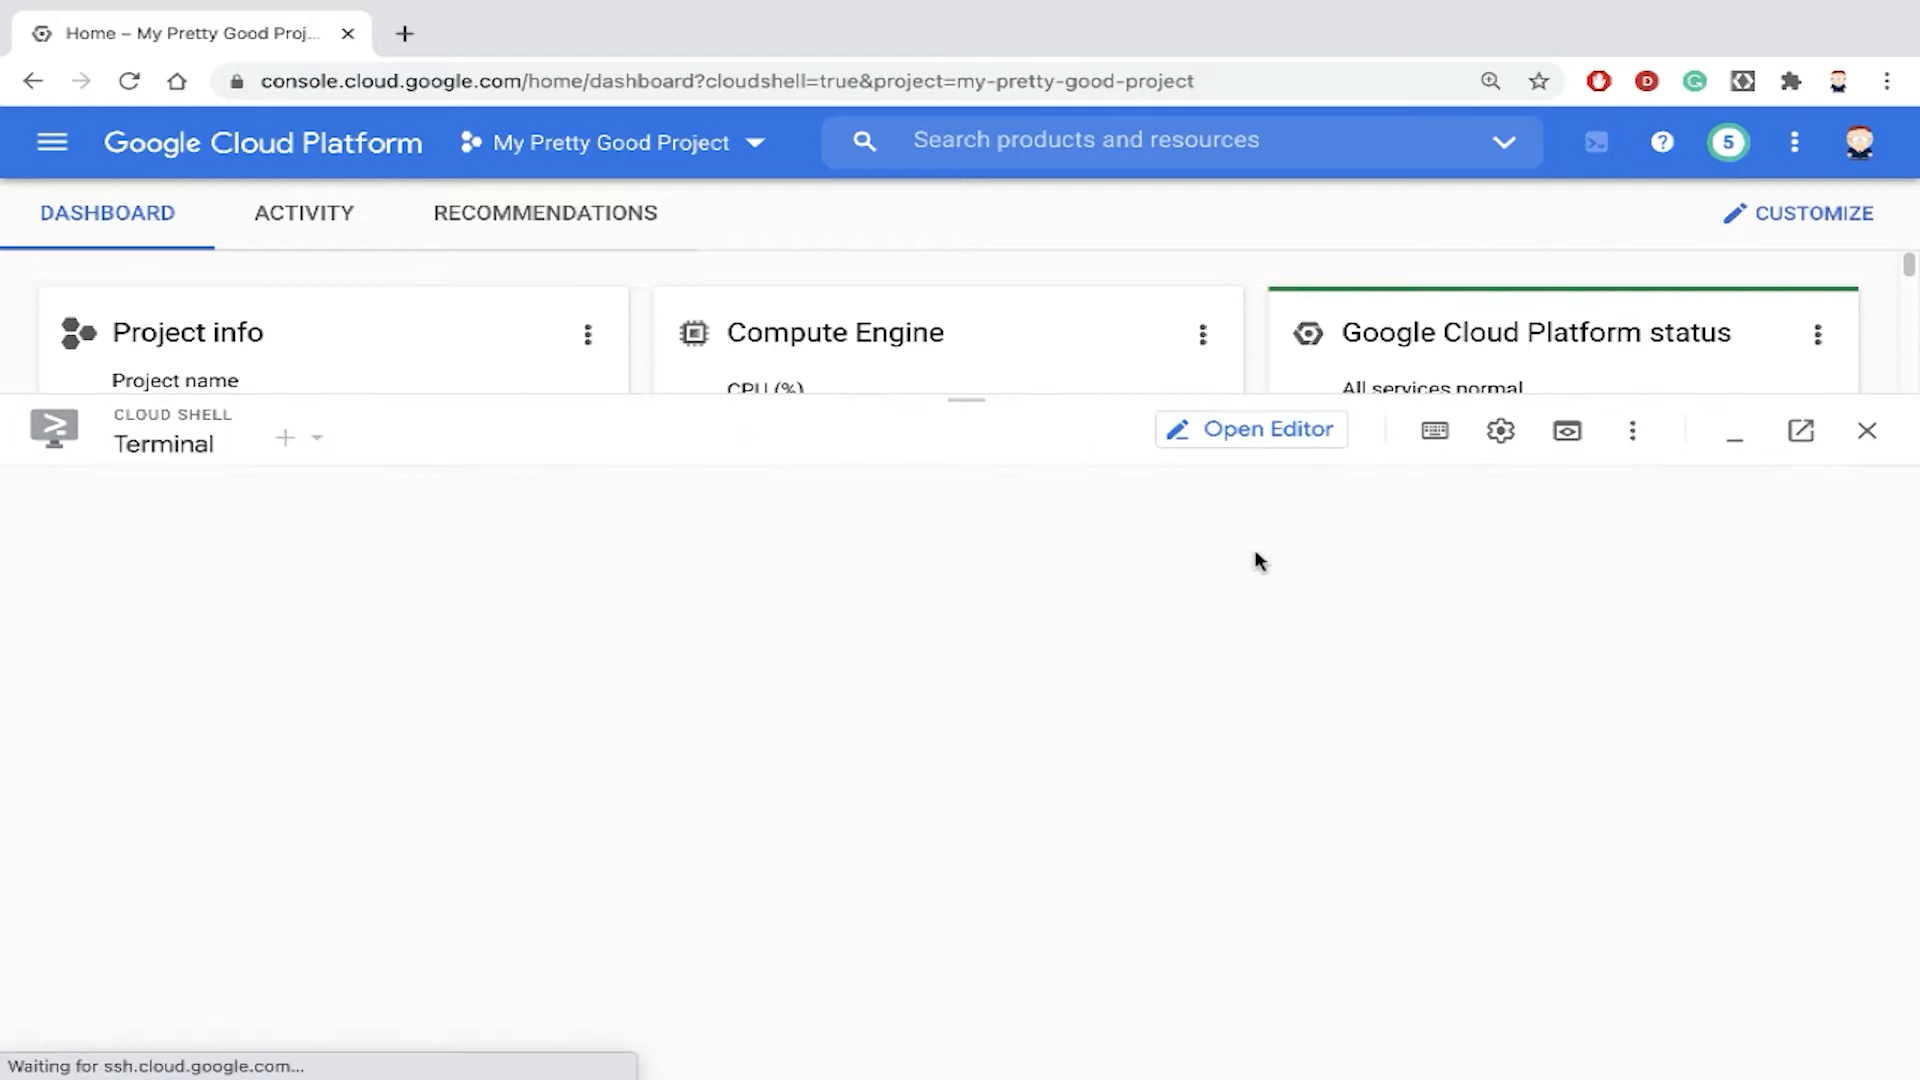 Home – My Pretty Good Proj...
console.cloud.google.com/home/dashboard?cloudshell=true&project=my-pretty-good-project
Google Cloud Platform
My Pretty Good Project
Search products and resources
5
DASHBOARD
ACTIVITY
RECOMMENDATIONS
CUSTOMIZE
Project info
Compute Engine
Google Cloud Platform status
Project name
CPU (%)
All services normal
CLOUD SHELL
Terminal
Open Editor
Waiting for ssh.cloud.google.com...